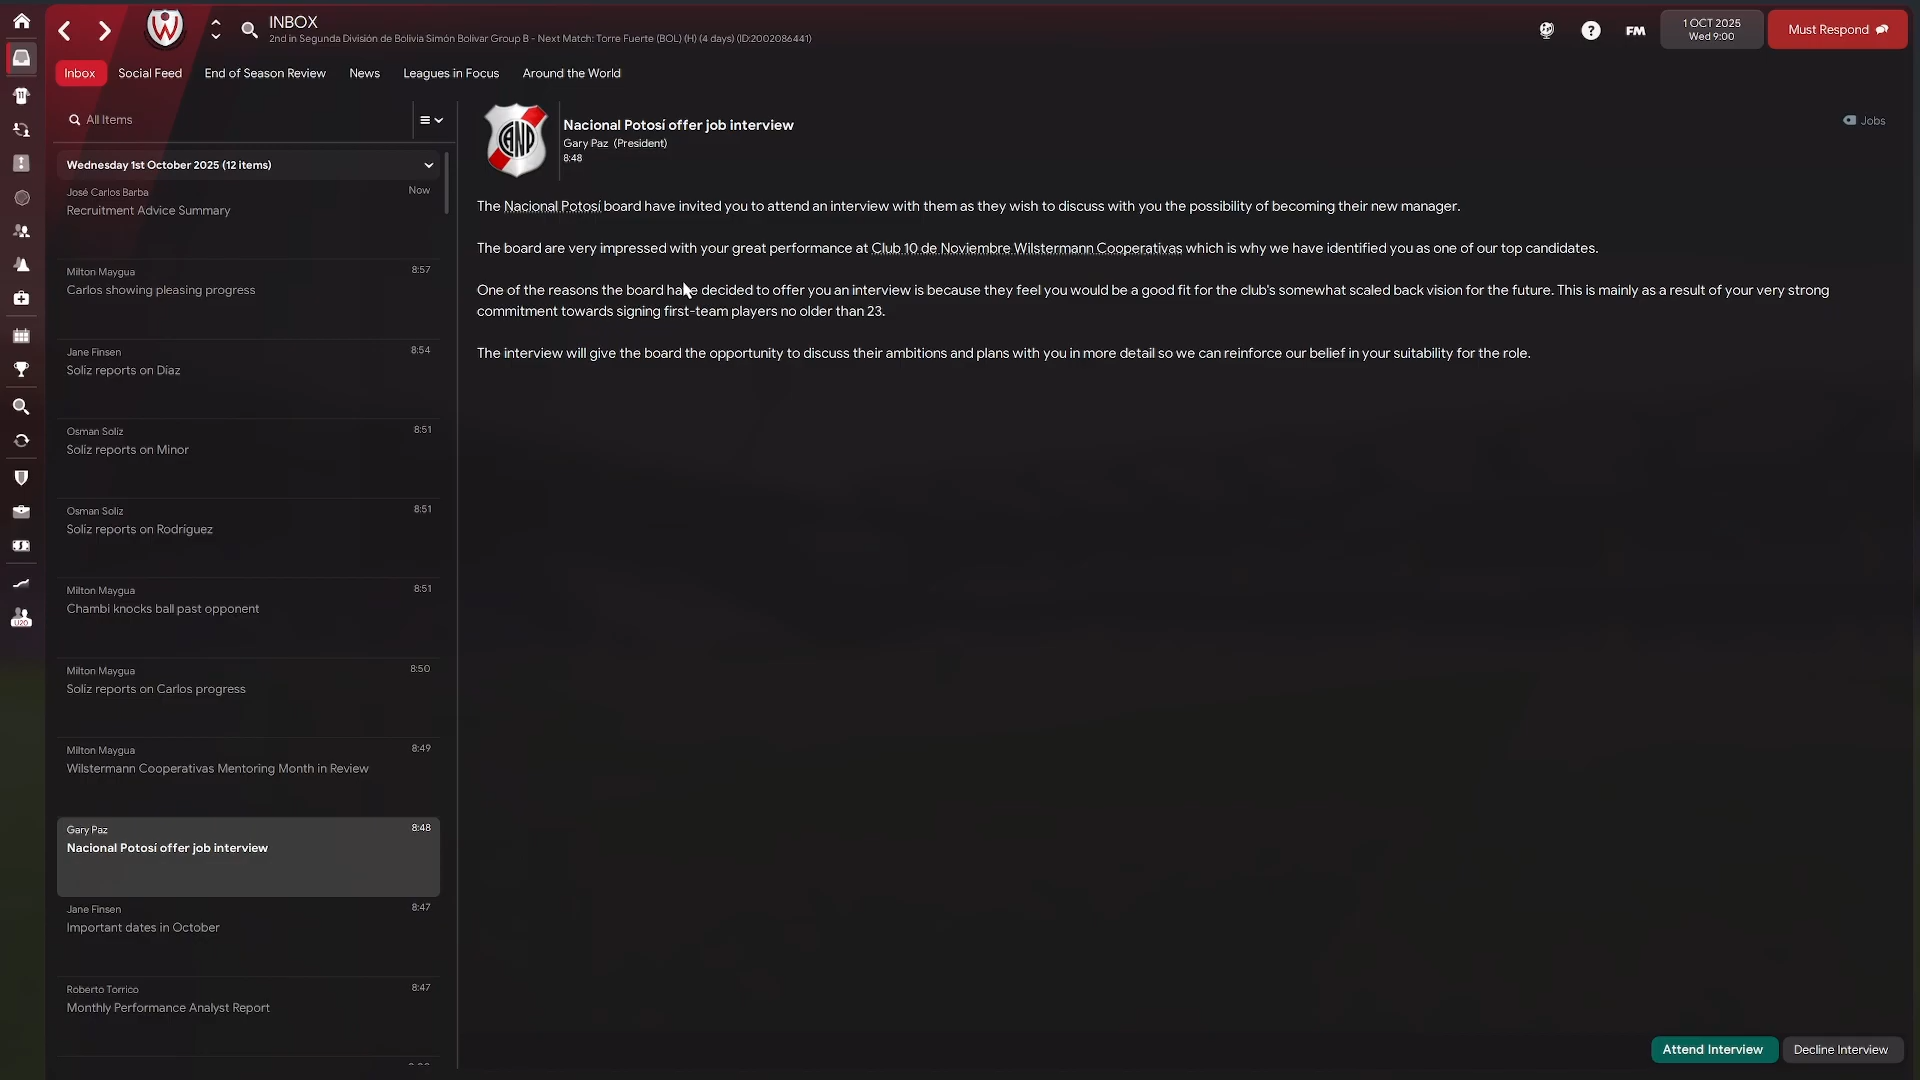 INBOX
2nd in Segunda División de Bolivia Simón Bolivar Group B - Next Match: Torre Fuerte (BOL) (H) (4 days) (ID:2002086441)
FM
1 OCT 2025
Wed 9:00
Must Respond
Inbox
Social Feed
End of Season Review
News
Leagues in Focus
Around the World
All Items
Wednesday 1st October 2025 (12 items)
José Carlos Barba
Now
Recruitment Advice Summary
Milton Maygua
8:57
Carlos showing pleasing progress
Jane Finsen
8:54
Soliz reports on Díaz
Osman Soliz
8:51
Soliz reports on Minor
Osman Soliz
8:51
Soliz reports on Rodríguez
Milton Maygua
8:51
Chambi knocks ball past opponent
Milton Maygua
8:50
Soliz reports on Carlos progress
Milton Maygua
8:49
Wilstermann Cooperativas Mentoring Month in Review
Gary Paz
8:48
Nacional Potosí offer job interview
Jane Finsen
8:47
Important dates in October
Roberto Torrico
8:47
Monthly Performance Analyst Report
Nacional Potosí offer job interview
Gary Paz (President)
8:48
Jobs
The Nacional Potosí board have invited you to attend an interview with them as they wish to discuss with you the possibility of becoming their new manager.
The board are very impressed with your great performance at Club 10 de Noviembre Wilstermann Cooperativas which is why we have identified you as one of our top candidates.
One of the reasons the board have decided to offer you an interview is because they feel you would be a good fit for the club's somewhat scaled back vision for the future. This is mainly as a result of your very strong
commitment towards signing first-team players no older than 23.
The interview will give the board the opportunity to discuss their ambitions and plans with you in more detail so we can reinforce our belief in your suitability for the role.
Attend Interview
Decline Interview
U20